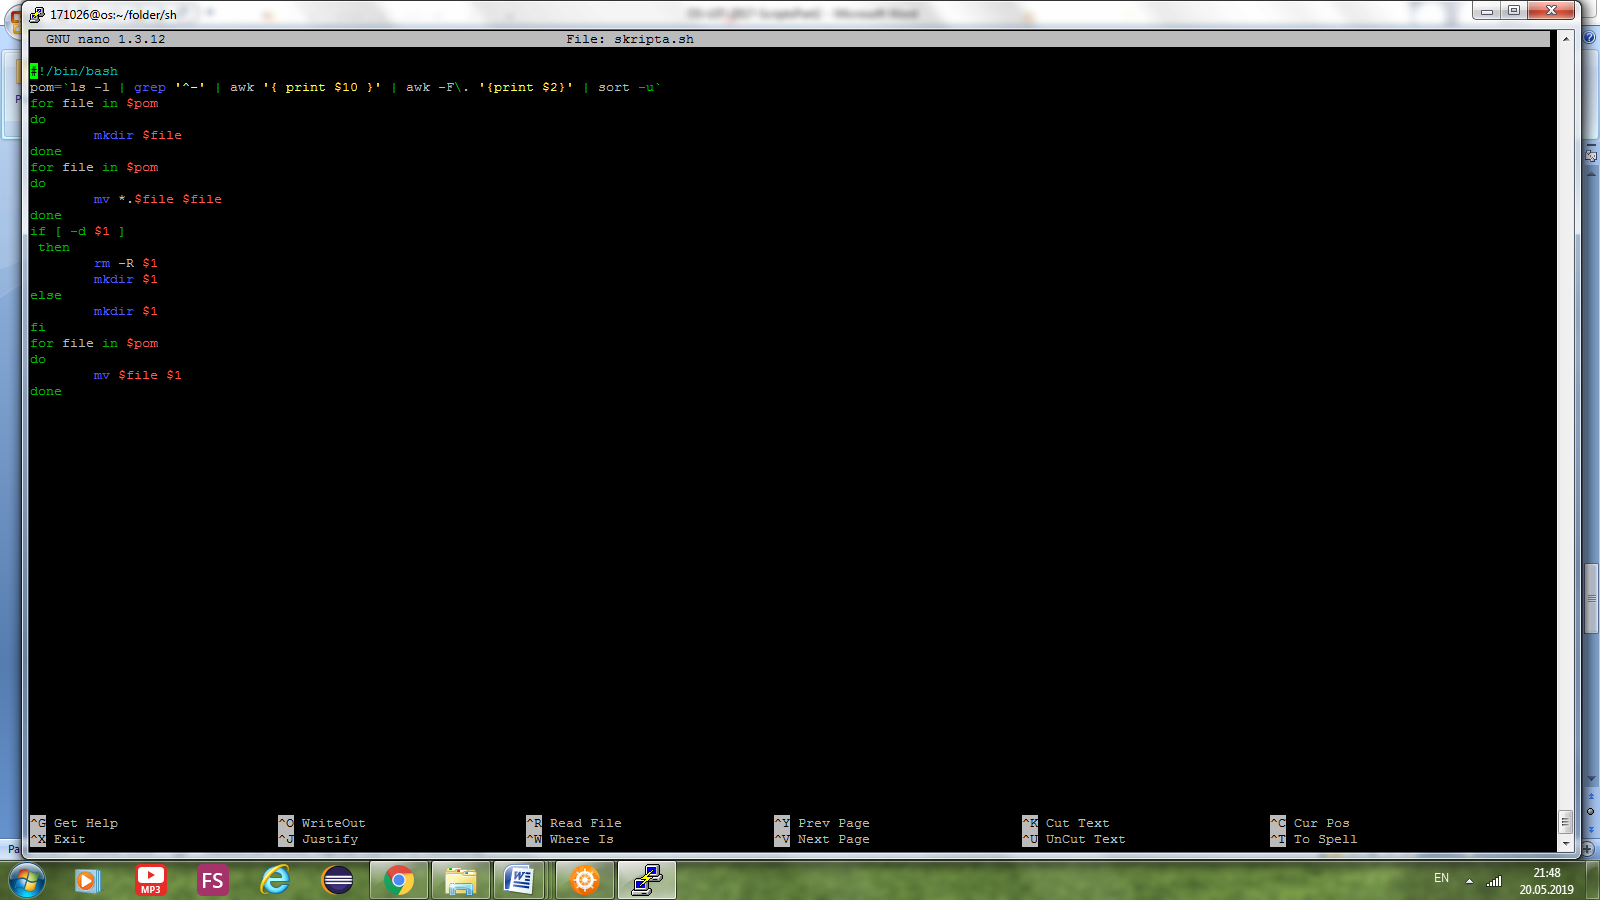 171026@os:~/folder/sh
GNU nano 1.3.12 File: skripta.sh
#!/bin/bash
pom=`ls -l | grep '^-' | awk '{ print $10 }' | awk -F\. '{print $2}' | sort -u`
for file in $pom
do
mkdir $file
done
for file in $pom
do
mv *.$file $file
done
if [ -d $1 ]
then
rm -R $1
mkdir $1
else
mkdir $1
fi
for file in $pom
do
mv $file $1
done
^G Get Help ^O WriteOut ^R Read File ^Y Prev Page ^K Cut Text ^C Cur Pos
^X Exit ^J Justify ^W Where Is ^V Next Page ^U UnCut Text ^T To Spell
Pa
MP3
FS
EN
21:48
20.05.2019